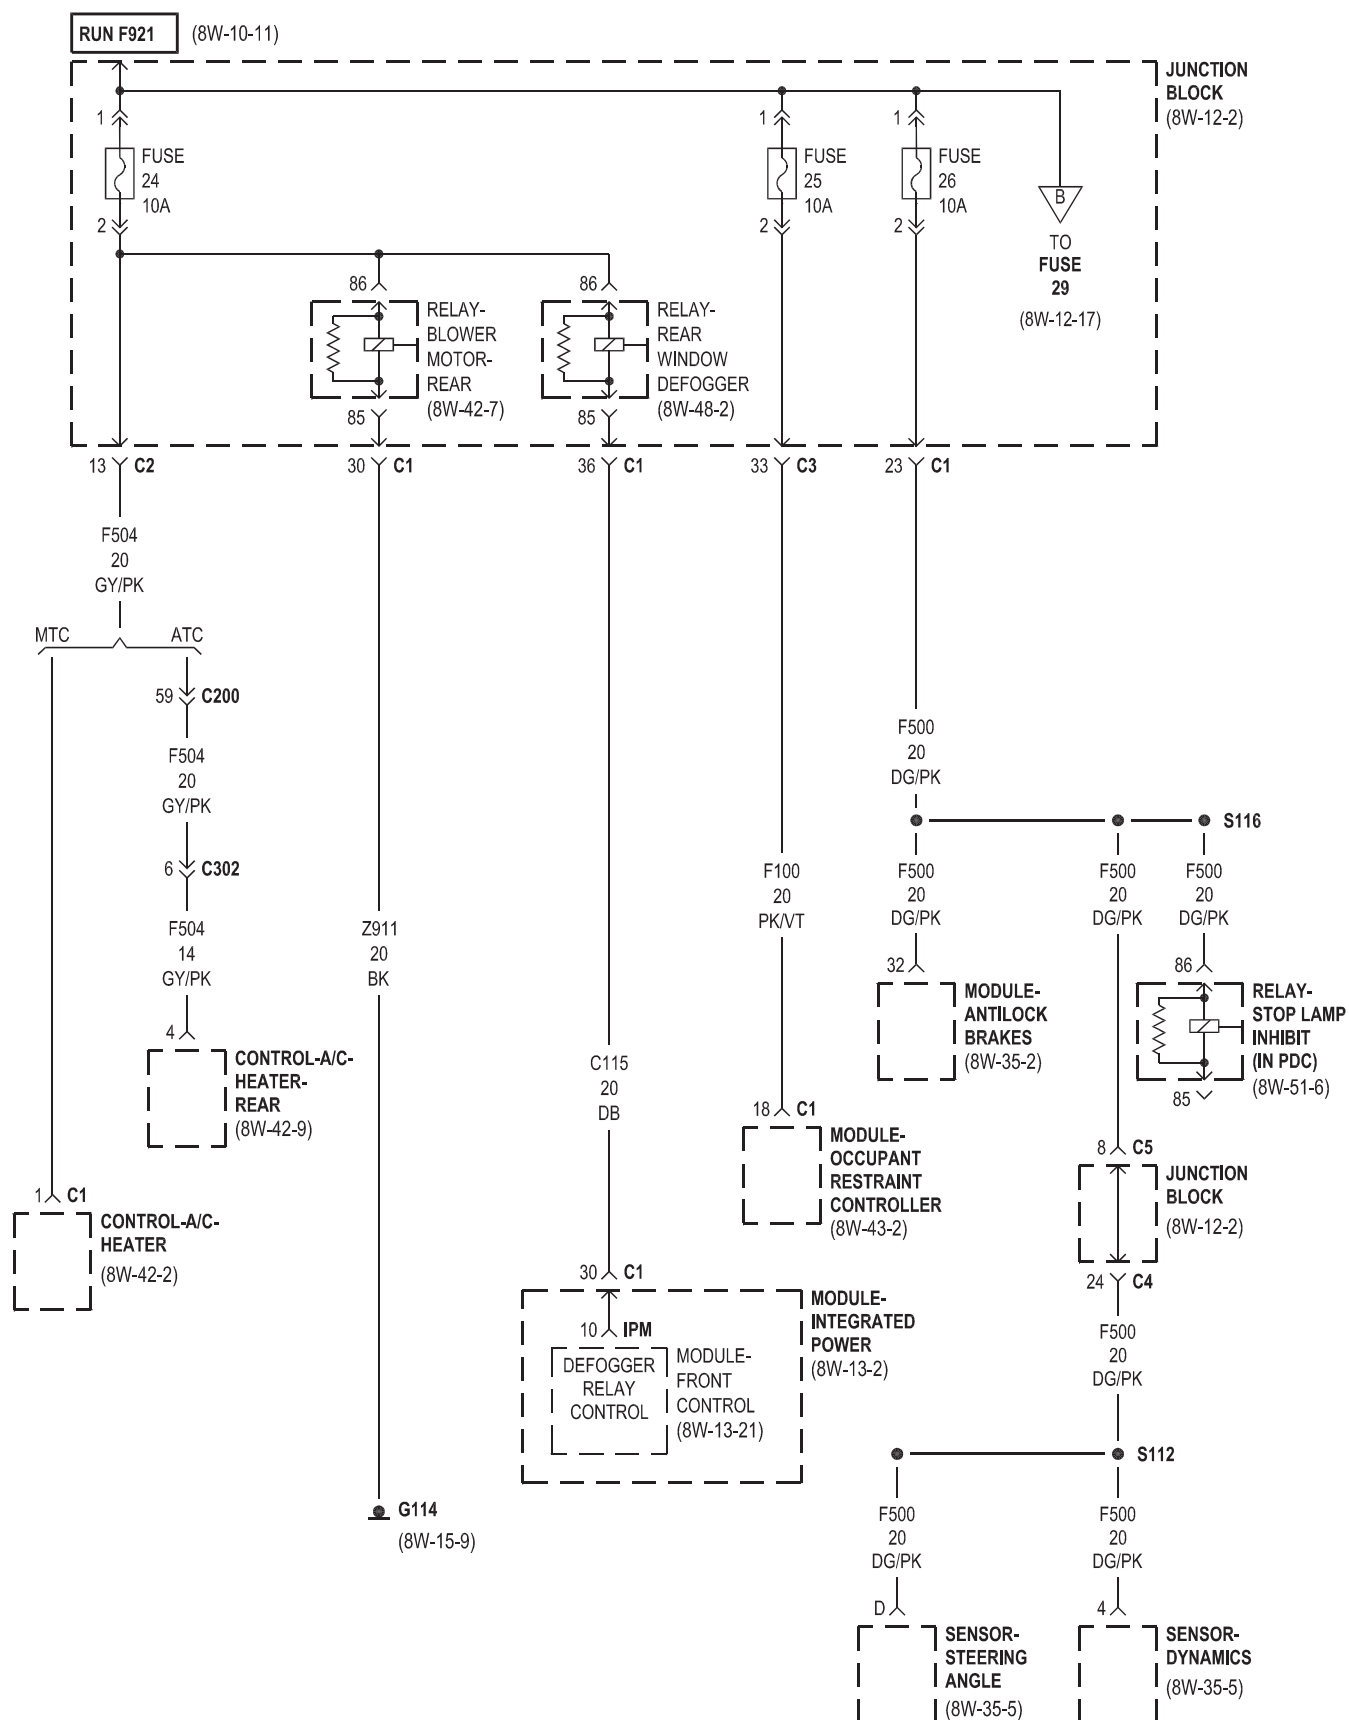 RUN F921 (8W-10-11)
JUNCTION
BLOCK
(8W-12-2)
1
FUSE
24
10A
2
1
FUSE
25
10A
2
1
FUSE
26
10A
2
B
TO
FUSE
29
(8W-12-17)
86
RELAY-
BLOWER
MOTOR-
REAR
(8W-42-7)
85
86
RELAY-
REAR
WINDOW
DEFOGGER
(8W-48-2)
85
13 C2
30 C1
36 C1
33 C3
23 C1
F504
20
GY/PK
MTC
ATC
59 C200
F504
20
GY/PK
6 C302
F504
14
GY/PK
4
CONTROL-A/C-
HEATER-
REAR
(8W-42-9)
1 C1
CONTROL-A/C-
HEATER
(8W-42-2)
Z911
20
BK
G114
(8W-15-9)
C115
20
DB
30 C1
MODULE-
INTEGRATED
POWER
(8W-13-2)
10 IPM
DEFOGGER
RELAY
CONTROL
MODULE-
FRONT
CONTROL
(8W-13-21)
F100
20
PK/VT
18 C1
MODULE-
OCCUPANT
RESTRAINT
CONTROLLER
(8W-43-2)
F500
20
DG/PK
S116
F500
20
DG/PK
32
MODULE-
ANTILOCK
BRAKES
(8W-35-2)
F500
20
DG/PK
F500
20
DG/PK
86
RELAY-
STOP LAMP
INHIBIT
(IN PDC)
(8W-51-6)
85
8 C5
JUNCTION
BLOCK
(8W-12-2)
24 C4
F500
20
DG/PK
S112
F500
20
DG/PK
D
SENSOR-
STEERING
ANGLE
(8W-35-5)
F500
20
DG/PK
4
SENSOR-
DYNAMICS
(8W-35-5)